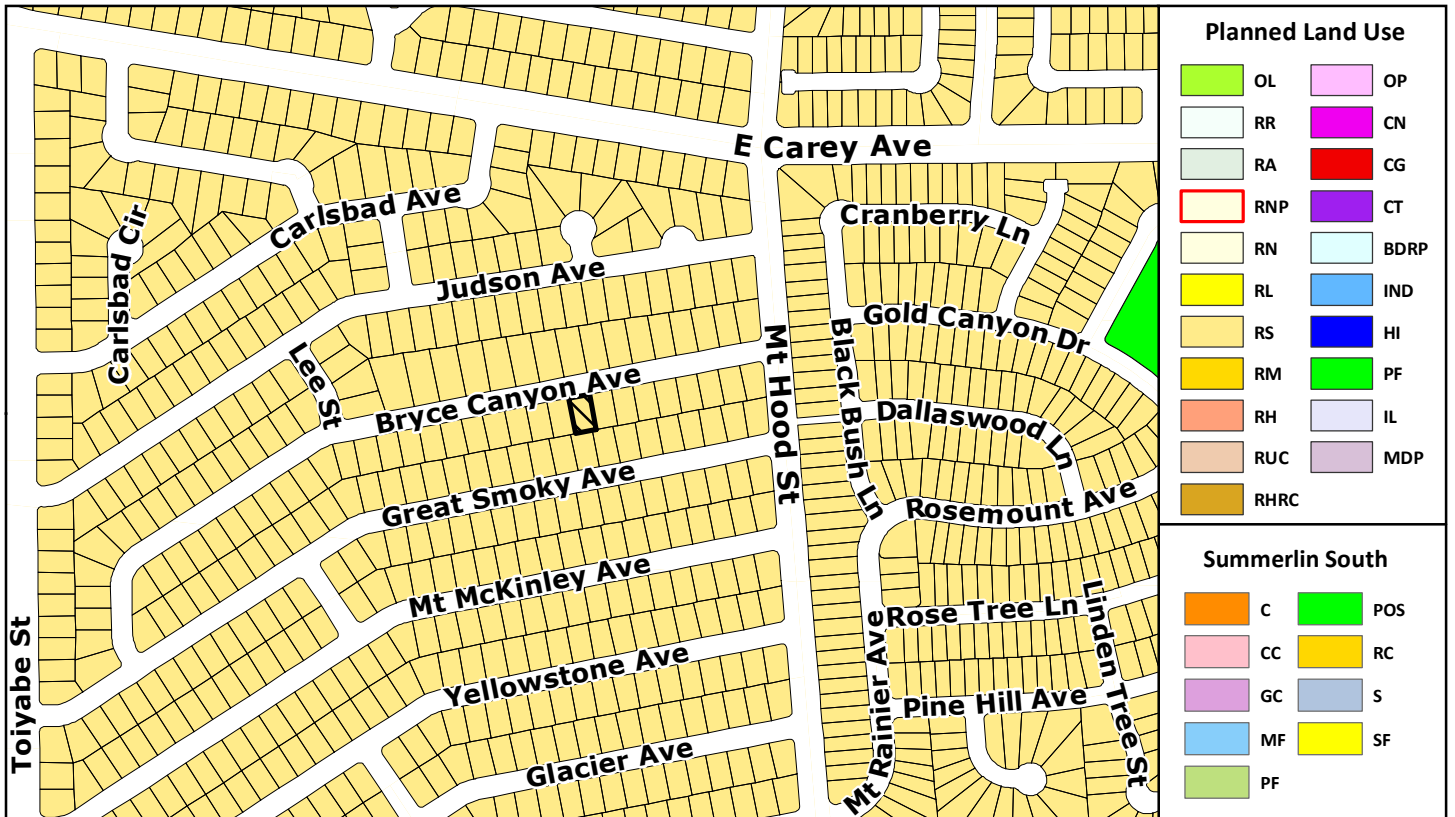 E Carey Ave
Carlsbad Ave
Carlsbad Cir
Cranberry Ln
Judson Ave
Gold Canyon Dr
Lee St
Mt Hood St
Black Bush Ln
Bryce Canyon Ave
Dallaswood Ln
Great Smoky Ave
Rosemount Ave
Mt McKinley Ave
Rose Tree Ln
Linden Tree St
Toiyabe St
Yellowstone Ave
Mt Rainier Ave
Pine Hill Ave
Glacier Ave
Planned Land Use
OL OP
RR CN
RA CG
RNP CT
RN BDRP
RL IND
RS HI
RM PF
RH IL
RUC MDP
RHRC
Summerlin South
C POS
CC RC
GC S
MF SF
PF